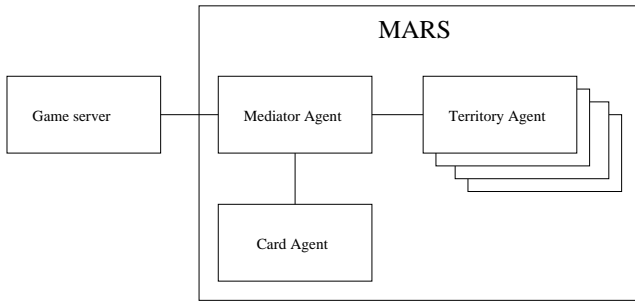 MARS
Game server
Mediator Agent
Territory Agent
Card Agent